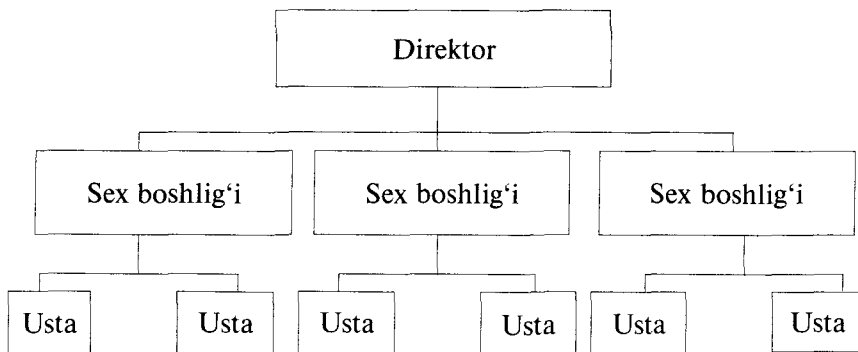 Direktor
Sex boshlig‘i Sex boshlig‘i Sex boshlig‘i
Usta Usta Usta Usta Usta Usta